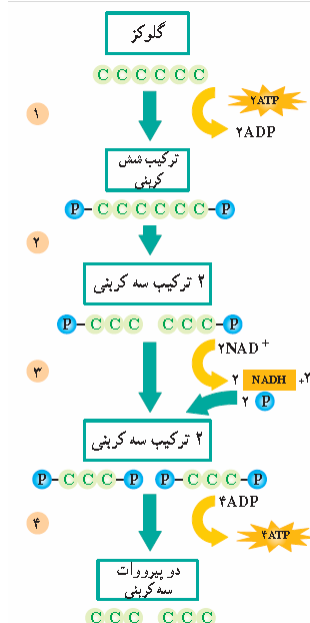 گلوکز
C C C C C C
۲ATP
۱
۲ADP
ترکیب شش
کربنی
P-C C C C C C-P
۲
۲ ترکیب سه کربنی
P-C C C C C C-P
۲NAD+
۳
۲ NADH +۲
۲ P
۲ ترکیب سه کربنی
P-C C C-P P-C C C-P
۴ADP
۴
۴ATP
دو پیرووات
سه کربنی
C C C C C C